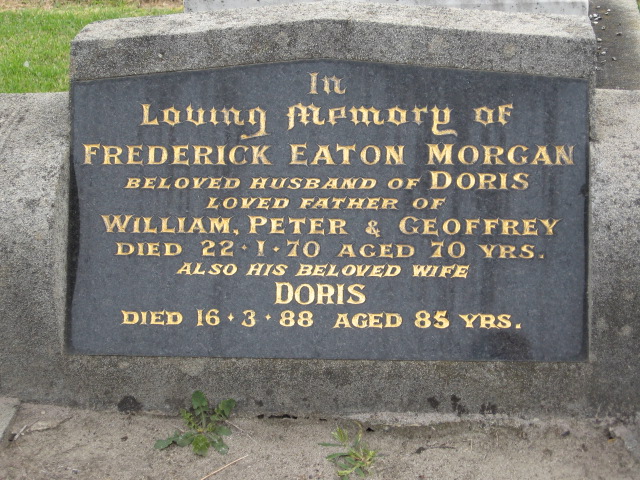 In
Loving Memory of
FREDERICK EATON MORGAN
BELOVED HUSBAND OF DORIS
LOVED FATHER OF
WILLIAM, PETER & GEOFFREY
DIED 22·1·70 AGED 70 YRS.
ALSO HIS BELOVED WIFE
DORIS
DIED 16·3·88 AGED 85 YRS.